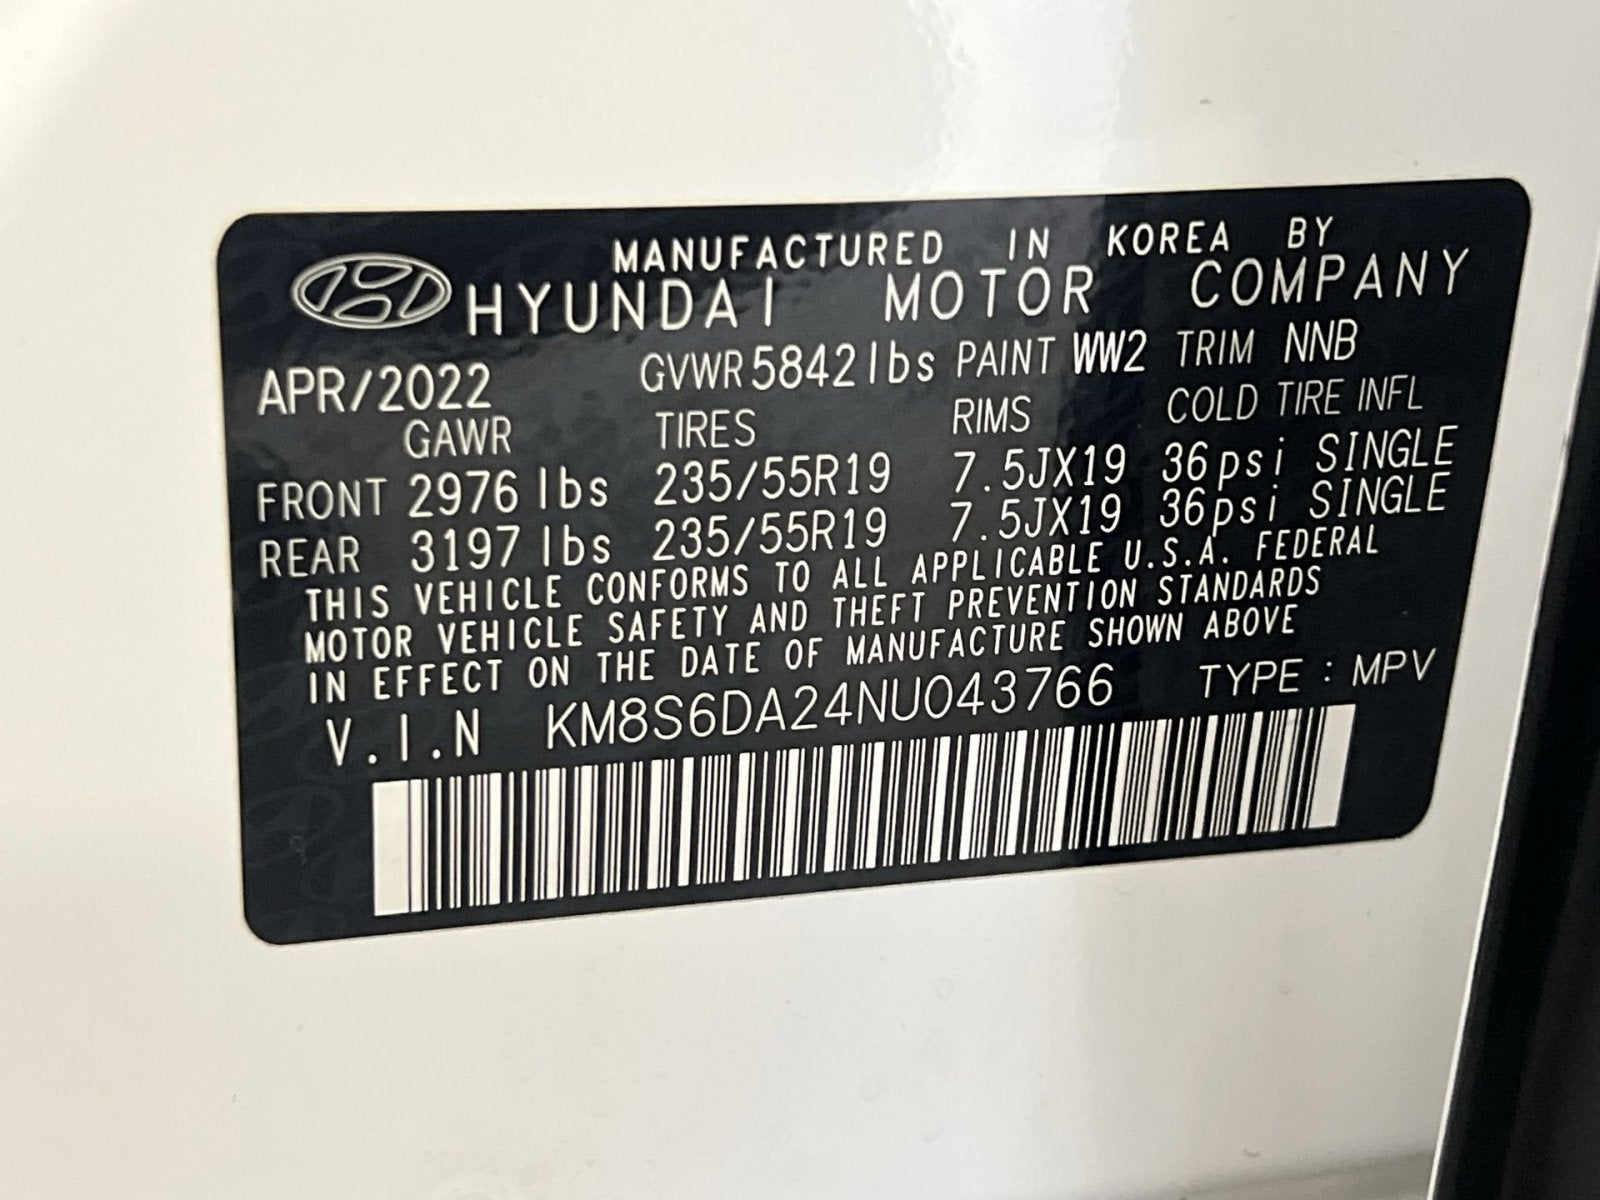 MANUFACTURED IN KOREA BY
HYUNDAI MOTOR COMPANY
APR/2022 GVWR 5842 lbs PAINT WW2 TRIM NNB
GAWR TIRES RIMS COLD TIRE INFL
FRONT 2976 lbs 235/55R19 7.5JX19 36psi SINGLE
REAR 3197 lbs 235/55R19 7.5JX19 36psi SINGLE
THIS VEHICLE CONFORMS TO ALL APPLICABLE U.S.A. FEDERAL
MOTOR VEHICLE SAFETY AND THEFT PREVENTION STANDARDS
IN EFFECT ON THE DATE OF MANUFACTURE SHOWN ABOVE
V.I.N KM8S6DA24NU043766 TYPE : MPV